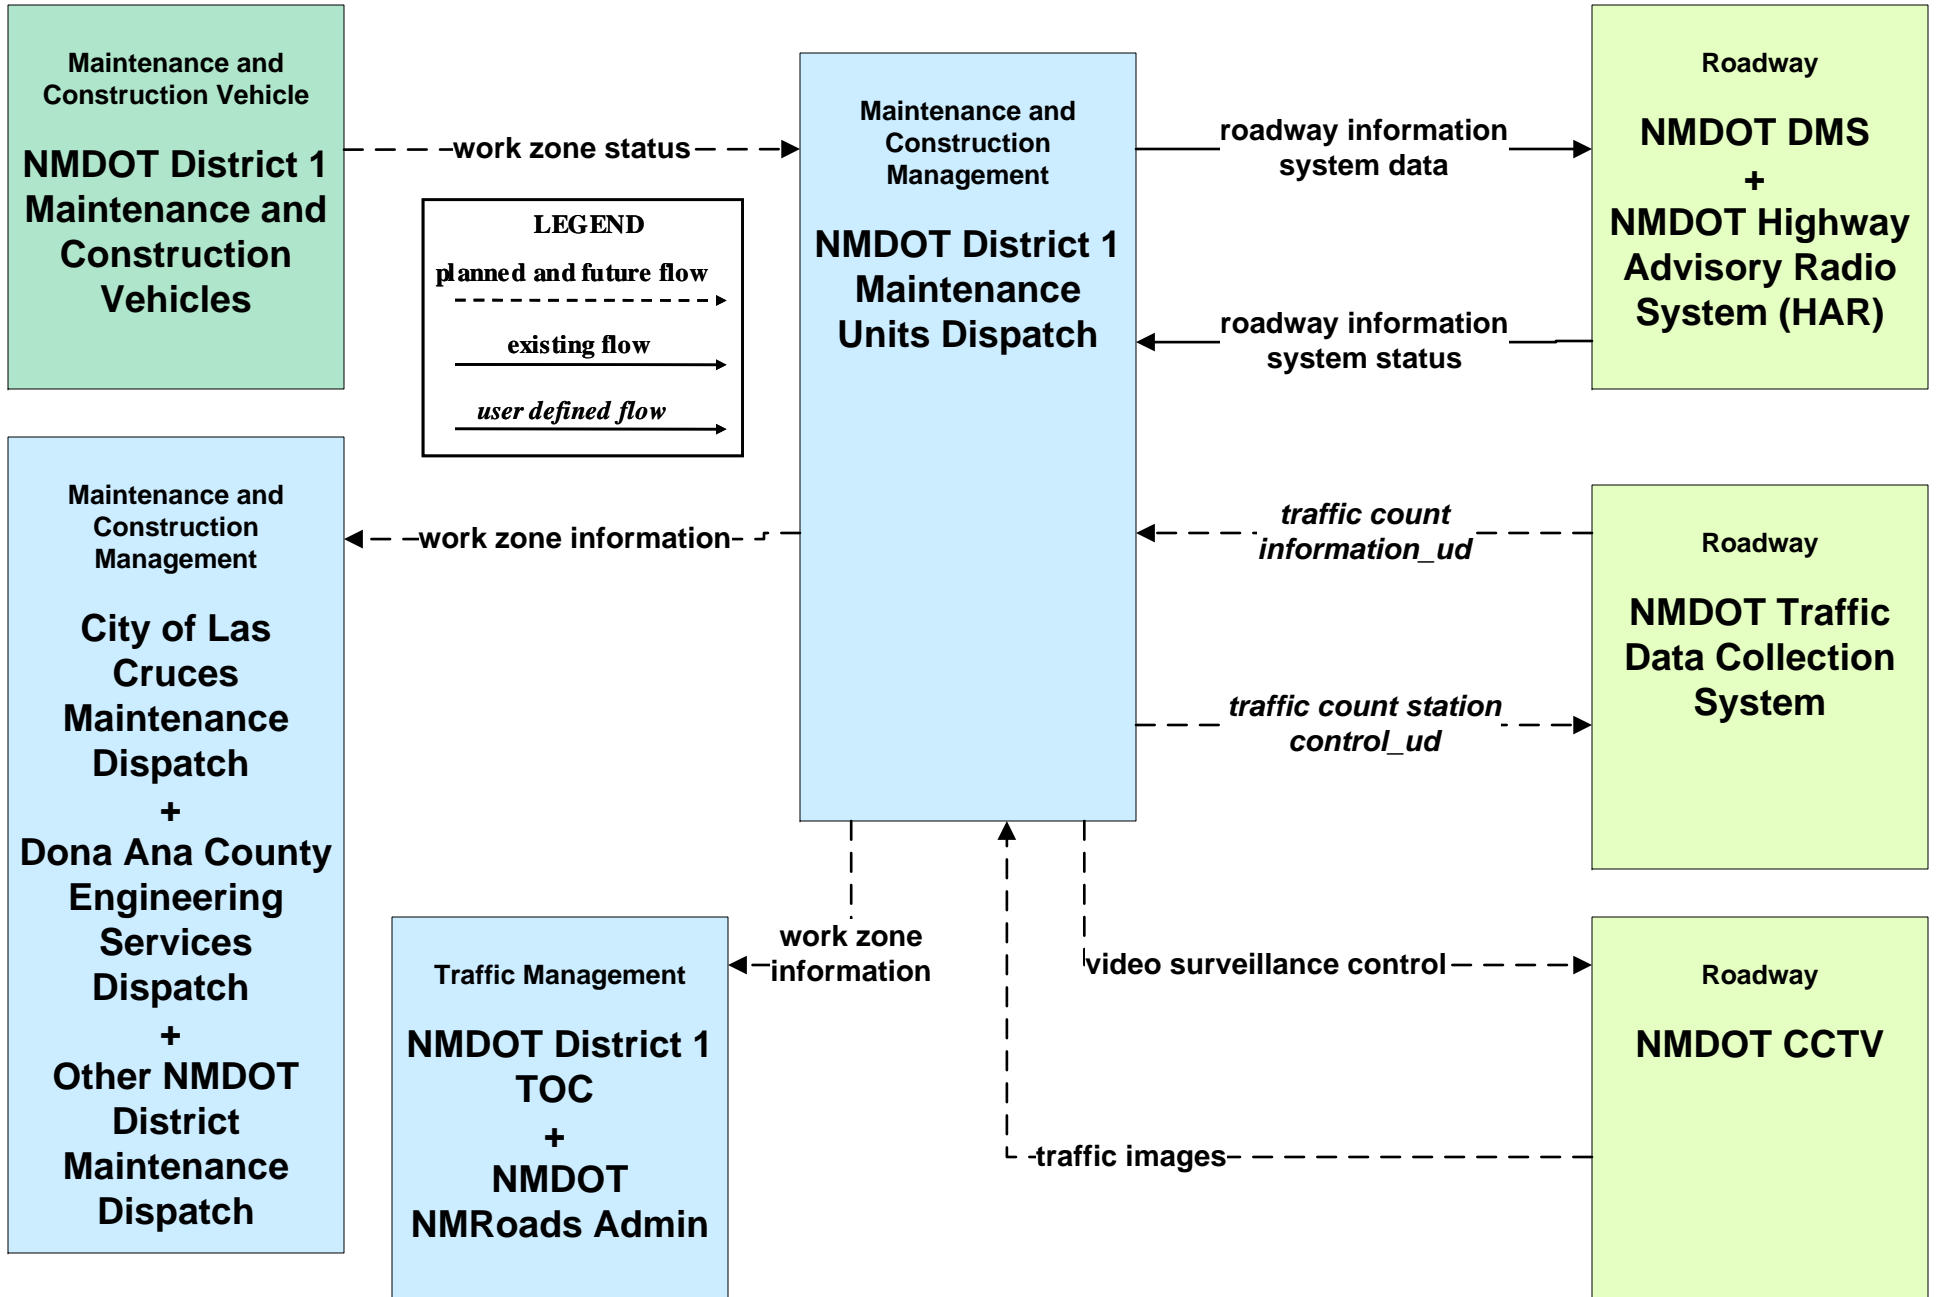 Maintenance and
Construction Vehicle
NMDOT District 1
Maintenance and
Construction
Vehicles
work zone status
LEGEND
planned and future flow
existing flow
user defined flow
Maintenance and
Construction
Management
NMDOT District 1
Maintenance
Units Dispatch
roadway information
system data
roadway information
system status
Roadway
NMDOT DMS
+
NMDOT Highway
Advisory Radio
System (HAR)
Maintenance and
Construction
Management
City of Las
Cruces
Maintenance
Dispatch
+
Dona Ana County
Engineering
Services
Dispatch
+
Other NMDOT
District
Maintenance
Dispatch
work zone information
traffic count
information_ud
traffic count station
control_ud
Roadway
NMDOT Traffic
Data Collection
System
Traffic Management
NMDOT District 1
TOC
+
NMDOT
NMRoads Admin
work zone
information
video surveillance control
traffic images
Roadway
NMDOT CCTV